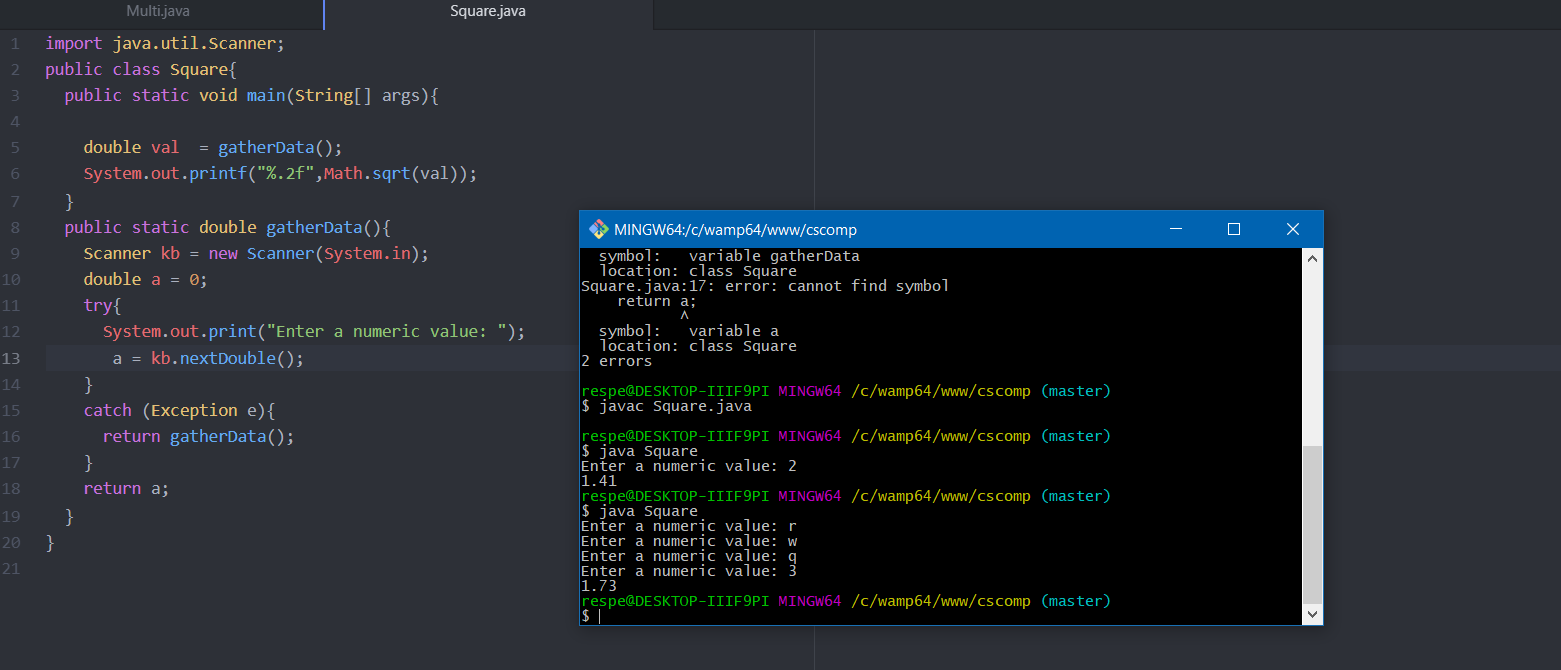 Multi.java
Square.java
1 import java.util.Scanner;
2 public class Square{
3 public static void main(String[] args){
4
5 double val  = gatherData();
6 System.out.printf("%.2f",Math.sqrt(val));
7 }
8 public static double gatherData(){
9 Scanner kb = new Scanner(System.in);
10 double a = 0;
11 try{
12 System.out.print("Enter a numeric value: ");
13 a = kb.nextDouble();
14 }
15 catch (Exception e){
16 return gatherData();
17 }
18 return a;
19 }
20 }
21
MINGW64:/c/wamp64/www/cscomp
symbol:   variable gatherData
location: class Square
Square.java:17: error: cannot find symbol
return a;
^
symbol:   variable a
location: class Square
2 errors
respe@DESKTOP-IIIF9PI MINGW64 /c/wamp64/www/cscomp (master)
$ javac Square.java
respe@DESKTOP-IIIF9PI MINGW64 /c/wamp64/www/cscomp (master)
$ java Square
Enter a numeric value: 2
1.41
respe@DESKTOP-IIIF9PI MINGW64 /c/wamp64/www/cscomp (master)
$ java Square
Enter a numeric value: r
Enter a numeric value: w
Enter a numeric value: q
Enter a numeric value: 3
1.73
respe@DESKTOP-IIIF9PI MINGW64 /c/wamp64/www/cscomp (master)
$